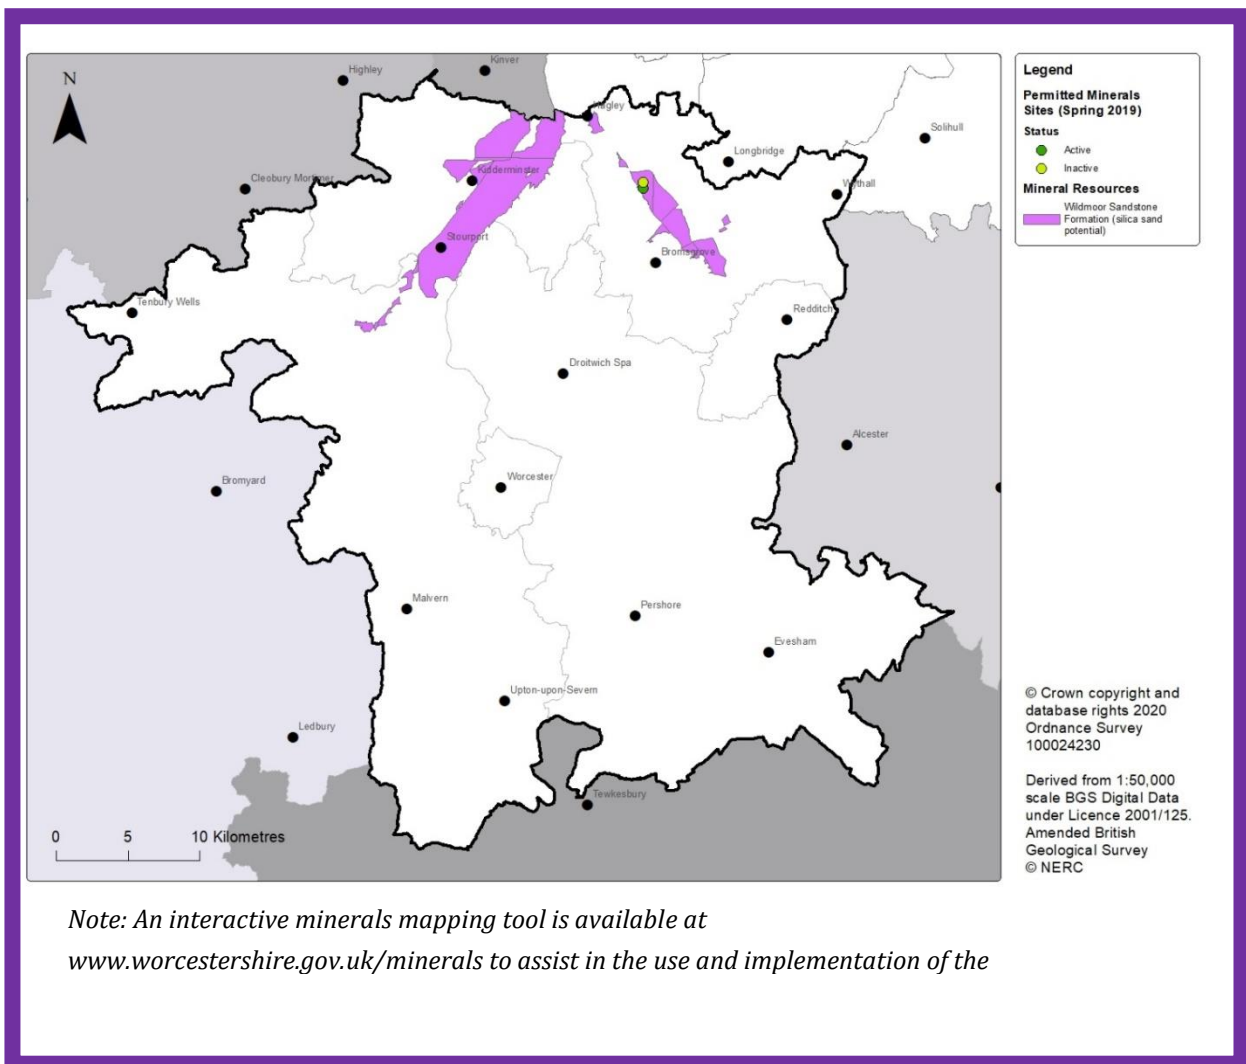 N
Highley
Kinver
Hagley
Solihull
Longbridge
Cleobury Mortimer
Kidderminster
Wythall
Stourport
Bromsgrove
Tenbury Wells
Redditch
Droitwich Spa
Alcester
Bromyard
Worcester
Malvern
Pershore
Evesham
Upton-upon-Severn
Ledbury
Tewkesbury
0 5 10 Kilometres
Legend
Permitted Minerals
Sites (Spring 2019)
Status
Active
Inactive
Mineral Resources
Wildmoor Sandstone
Formation (silica sand
potential)
© Crown copyright and
database rights 2020
Ordnance Survey
100024230
Derived from 1:50,000
scale BGS Digital Data
under Licence 2001/125.
Amended British
Geological Survey
© NERC
Note: An interactive minerals mapping tool is available at
www.worcestershire.gov.uk/minerals to assist in the use and implementation of the